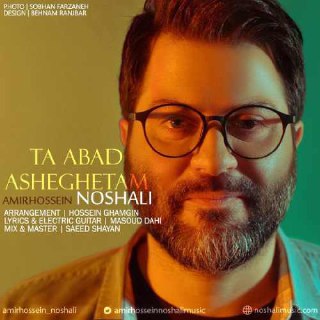 PHOTO | SOBHAN FARZANEH
DESIGN | BEHNAM RANJBAR
TA ABAD
ASHEGHETAM
AMIRHOSSEIN NOSHALI
ARRANGEMENT | HOSSEIN GHAMGIN
LYRICS & ELECTRIC GUITAR | MASOUD DAHI
MIX & MASTER | SAEED SHAYAN
amirhossein_noshali amirhosseinnoshalimusic noshalimusic.com